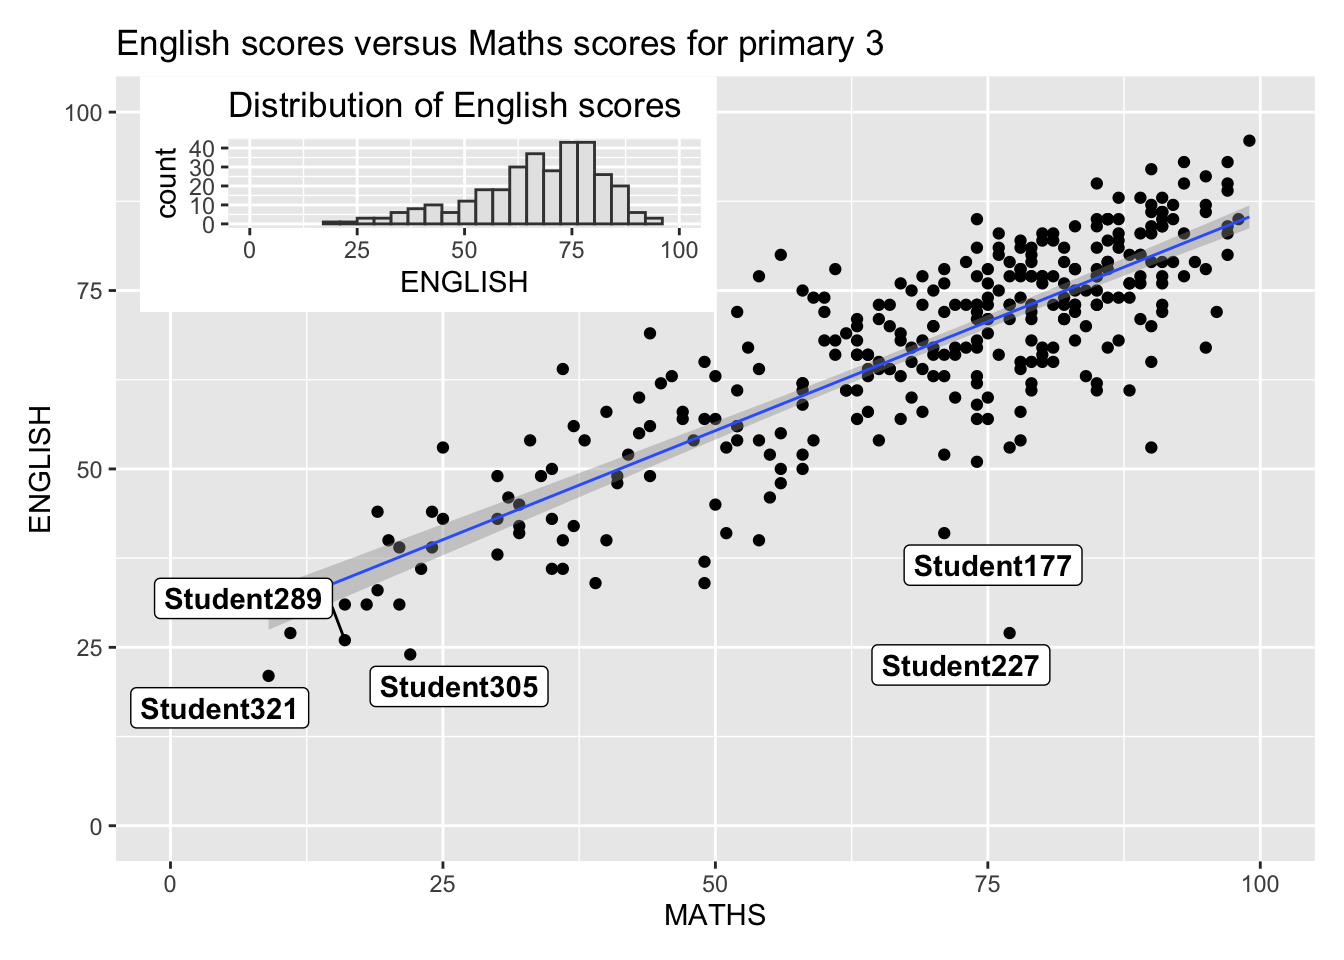 English scores versus Maths scores for primary 3
Distribution of English scores
count
40
30
20
10
0
0 25 50 75 100
ENGLISH
ENGLISH
100
75
50
25
0
Student177
Student289
Student227
Student305
Student321
0 25 50 75 100
MATHS